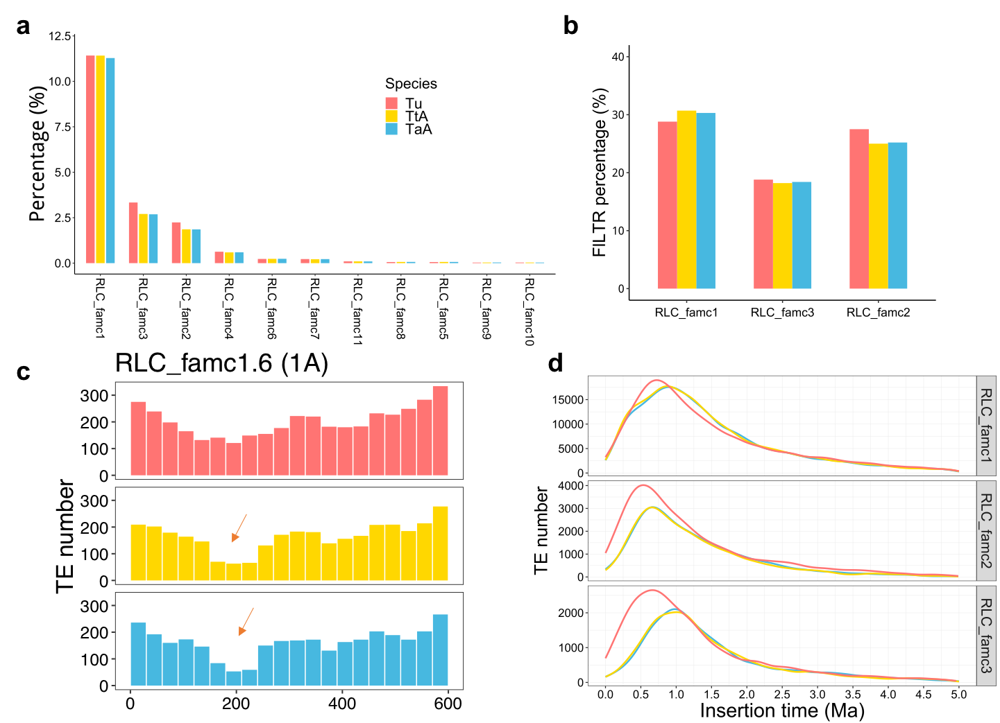 a
12.5
10.0
7.5
5.0
2.5
0.0
Percentage (%)
Species
Tu
TtA
TaA
RLC_famc1
RLC_famc3
RLC_famc2
RLC_famc4
RLC_famc6
RLC_famc7
RLC_famc11
RLC_famc8
RLC_famc5
RLC_famc9
RLC_famc10
b
40
30
20
10
0
FILTR percentage (%)
RLC_famc1
RLC_famc3
RLC_famc2
c
RLC_famc1.6 (1A)
300
200
100
0
300
200
100
0
300
200
100
0
TE number
0
200
400
600
d
15000
10000
5000
0
RLC_famc1
4000
3000
2000
1000
0
RLC_famc2
2000
1000
0
RLC_famc3
TE number
0.0 0.5 1.0 1.5 2.0 2.5 3.0 3.5 4.0 4.5 5.0
Insertion time (Ma)